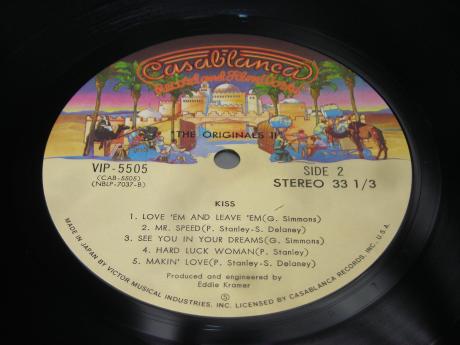 Casablanca
Record and FilmWorks
THE ORIGINALS II
VIP-5505
(CAB-5505)
(NBLP-7037-B)
SIDE 2
STEREO 33 1/3
KISS
1. LOVE 'EM AND LEAVE 'EM(G. Simmons)
2. MR. SPEED(P. Stanley-S. Delaney)
3. SEE YOU IN YOUR DREAMS(G. Simmons)
4. HARD LUCK WOMAN(P. Stanley)
5. MAKIN' LOVE(P. Stanley-S. Delaney)
Produced and engineered by
Eddie Kramer
Ⓢ
MADE IN JAPAN BY VICTOR MUSICAL INDUSTRIES, INC. LICENSED BY CASABLANCA RECORDS, INC., U.S.A.